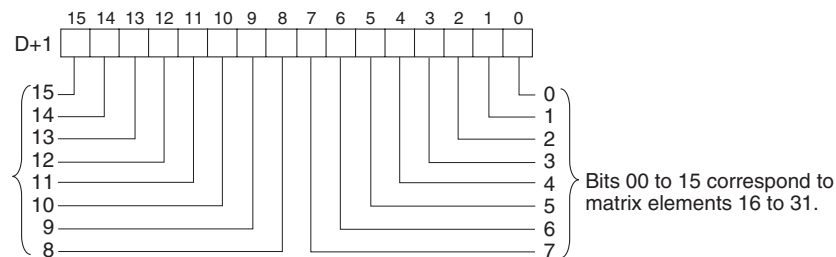 15 14 13 12 11 10 9 8 7 6 5 4 3 2 1 0
D+1
15 0
14 1
13 2
12 3
11 4
10 5
9 6
8 7
Bits 00 to 15 correspond to
matrix elements 16 to 31.